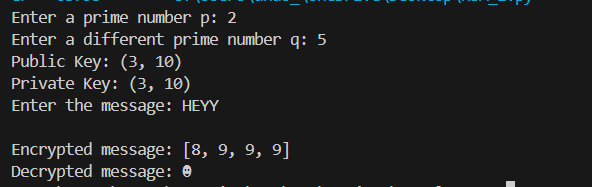 Enter a prime number p: 2
Enter a different prime number q: 5
Public Key: (3, 10)
Private Key: (3, 10)
Enter the message: HEYY
Encrypted message: [8, 9, 9, 9]
Decrypted message: ☻